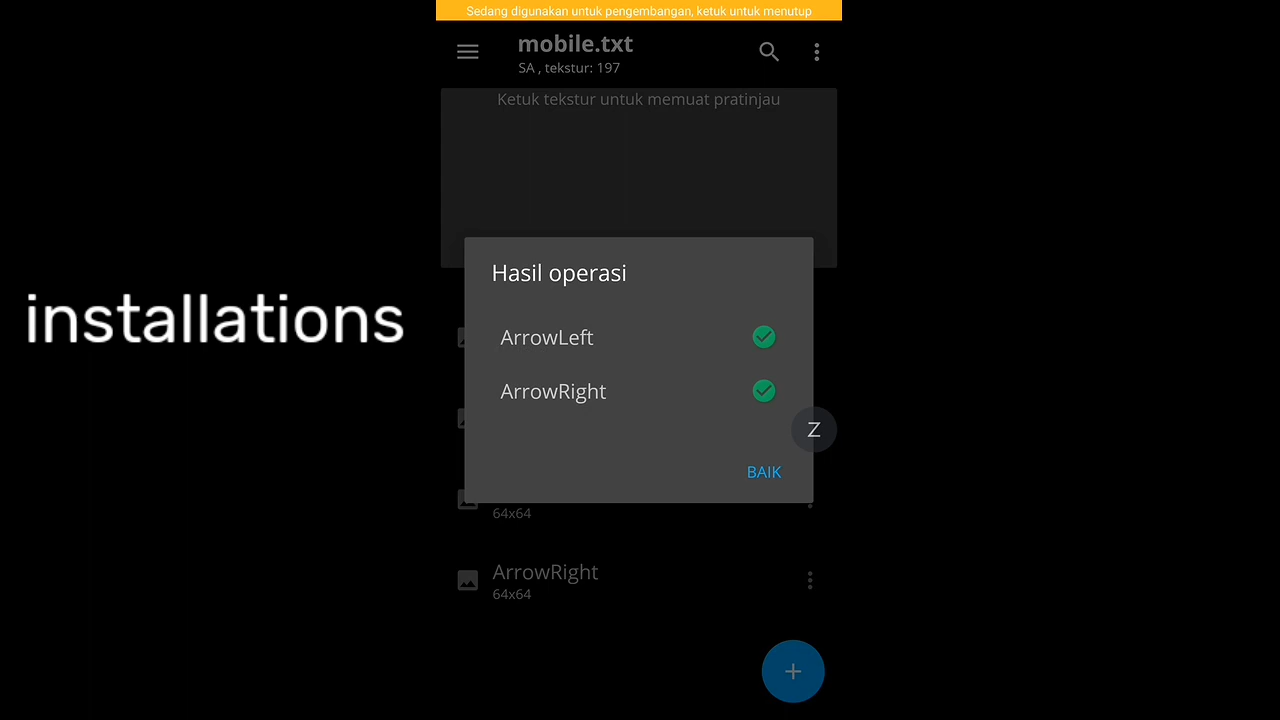 Sedang digunakan untuk pengembangan, ketuk untuk menutup
mobile.txt
SA , tekstur: 197
Ketuk tekstur untuk memuat pratinjau
installations
Hasil operasi
ArrowLeft
ArrowRight
Z
BAIK
64x64
ArrowRight
64x64
+